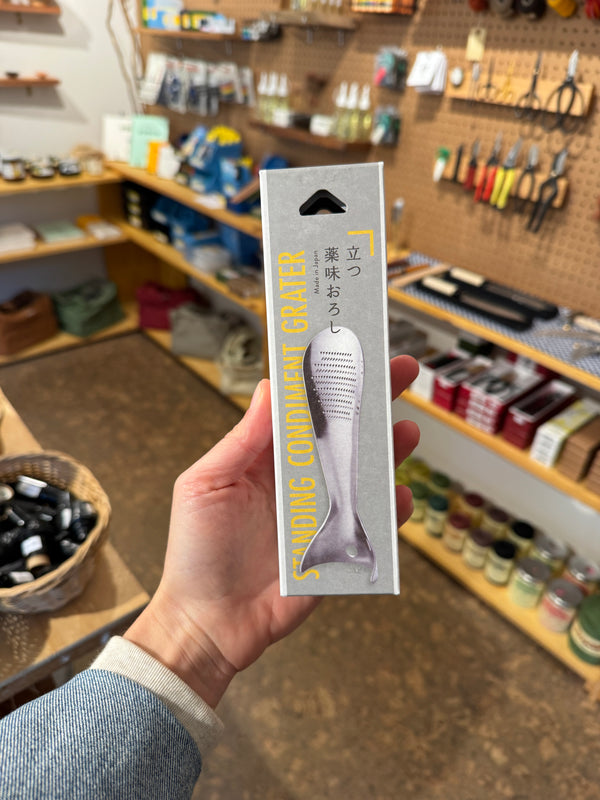 立つ
薬味おろし
Made in Japan
STANDING CONDIMENT GRATER